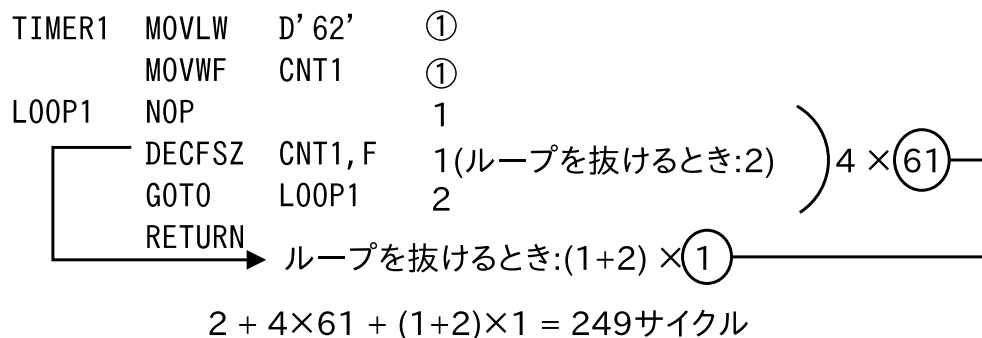 TIMER1 MOVLW D'62' ①
MOVWF CNT1 ①
LOOP1 NOP 1
DECFSZ CNT1,F 1(ループを抜けるとき:2) 4 ×61
GOTO LOOP1 2
RETURN
ループを抜けるとき:(1+2) ×1
2 + 4×61 + (1+2)×1 = 249サイクル